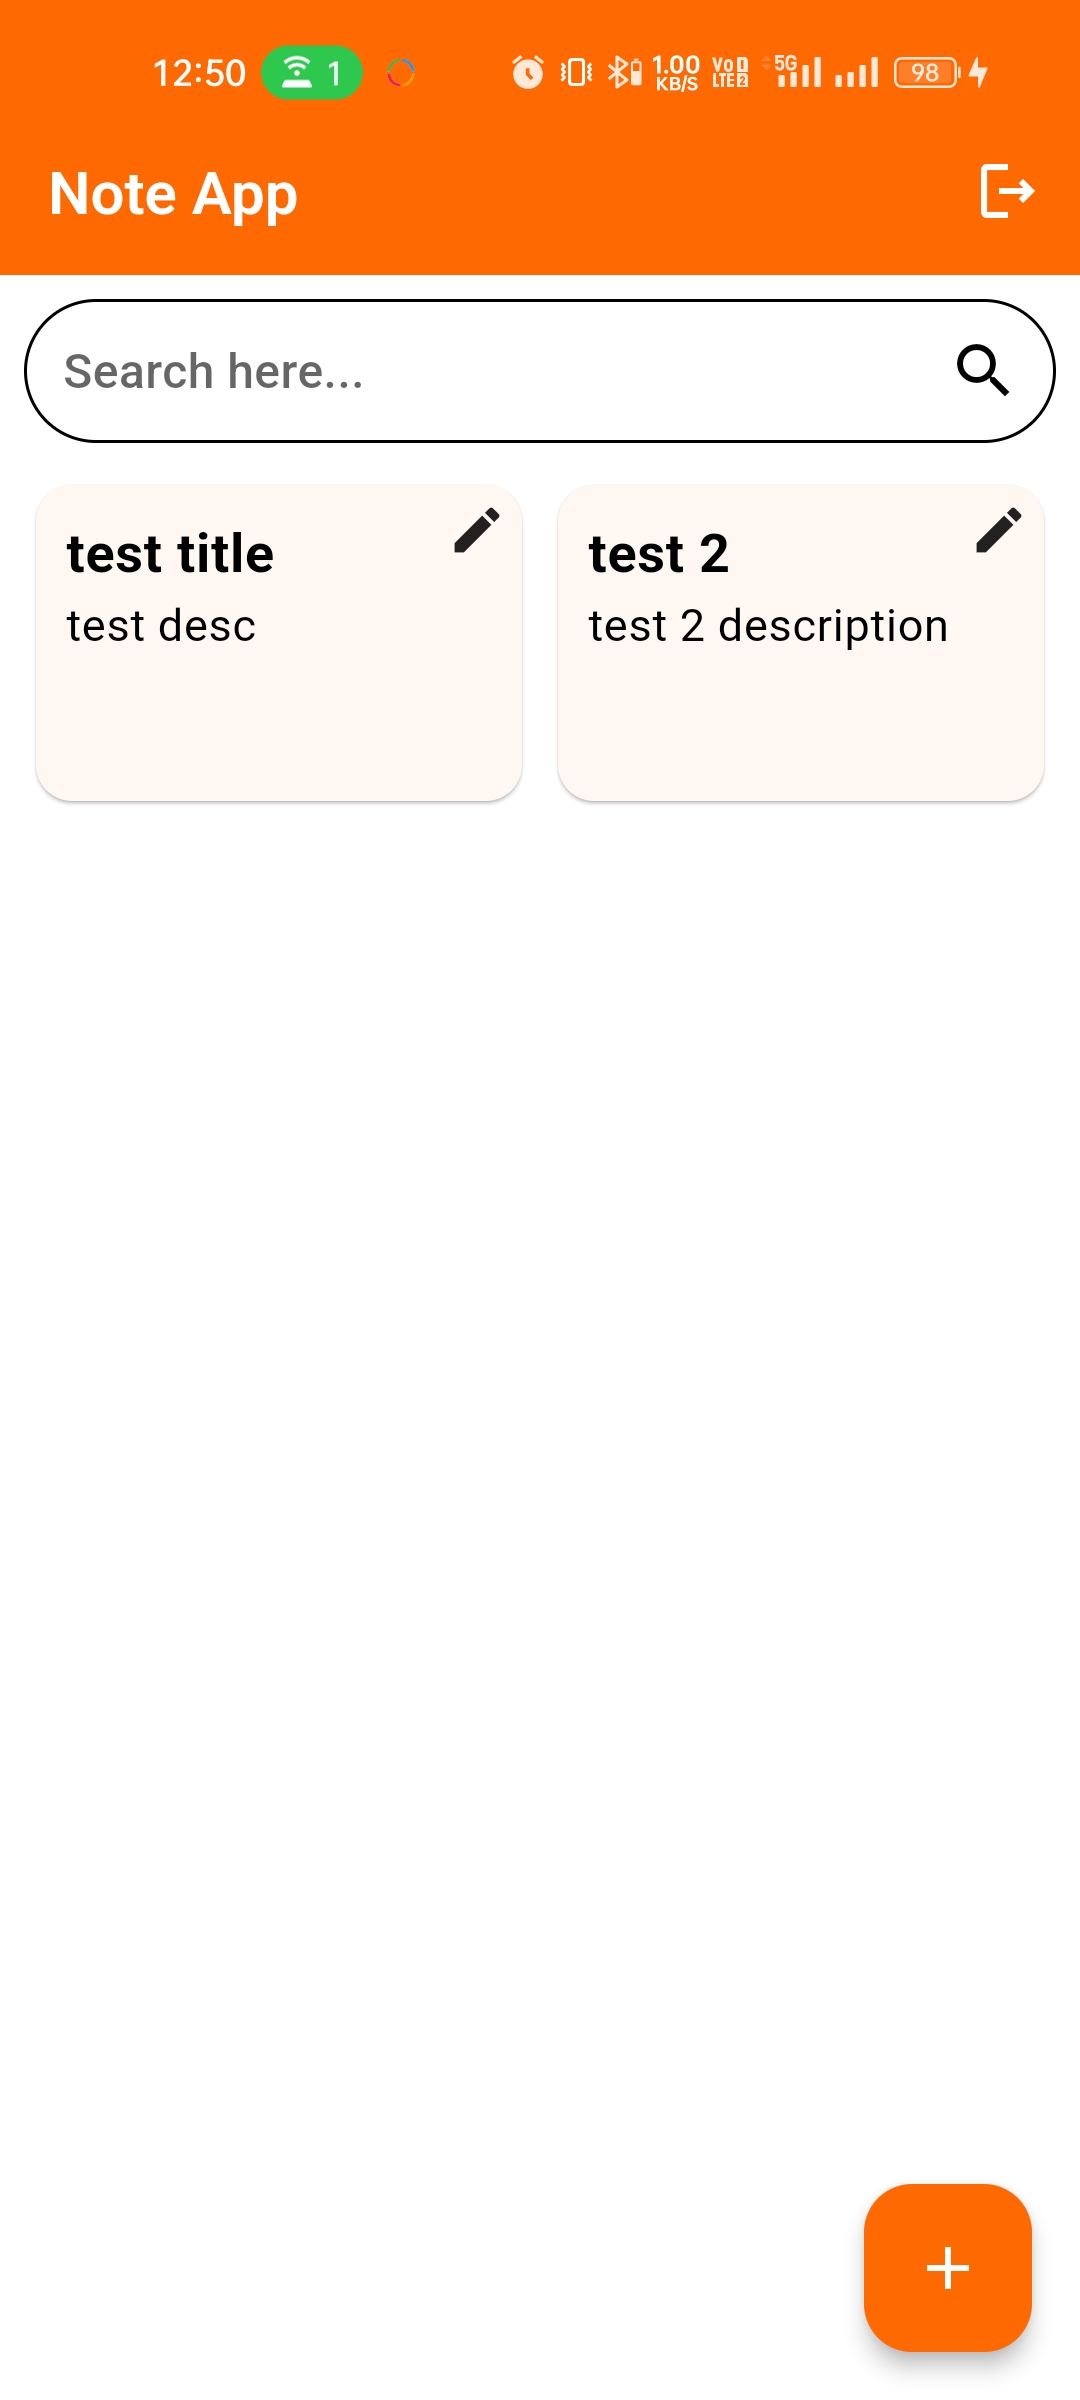 12:50 1 1.00 KB/S Vo 1 LTE 2 5G 98
Note App
Search here...
test title
test desc
test 2
test 2 description